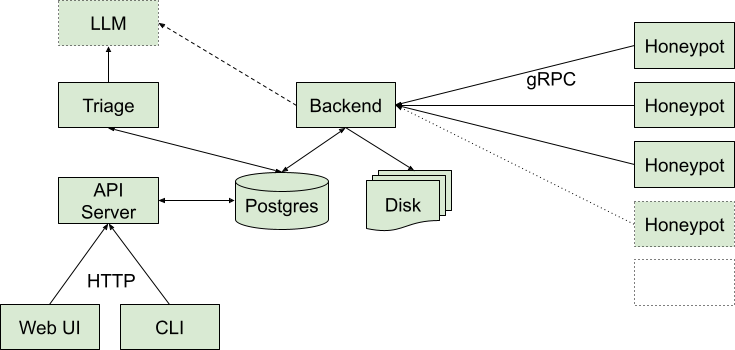 LLM
Honeypot
gRPC
Triage
Backend
Honeypot
Honeypot
API
Server
Postgres
Disk
Honeypot
HTTP
Web UI
CLI